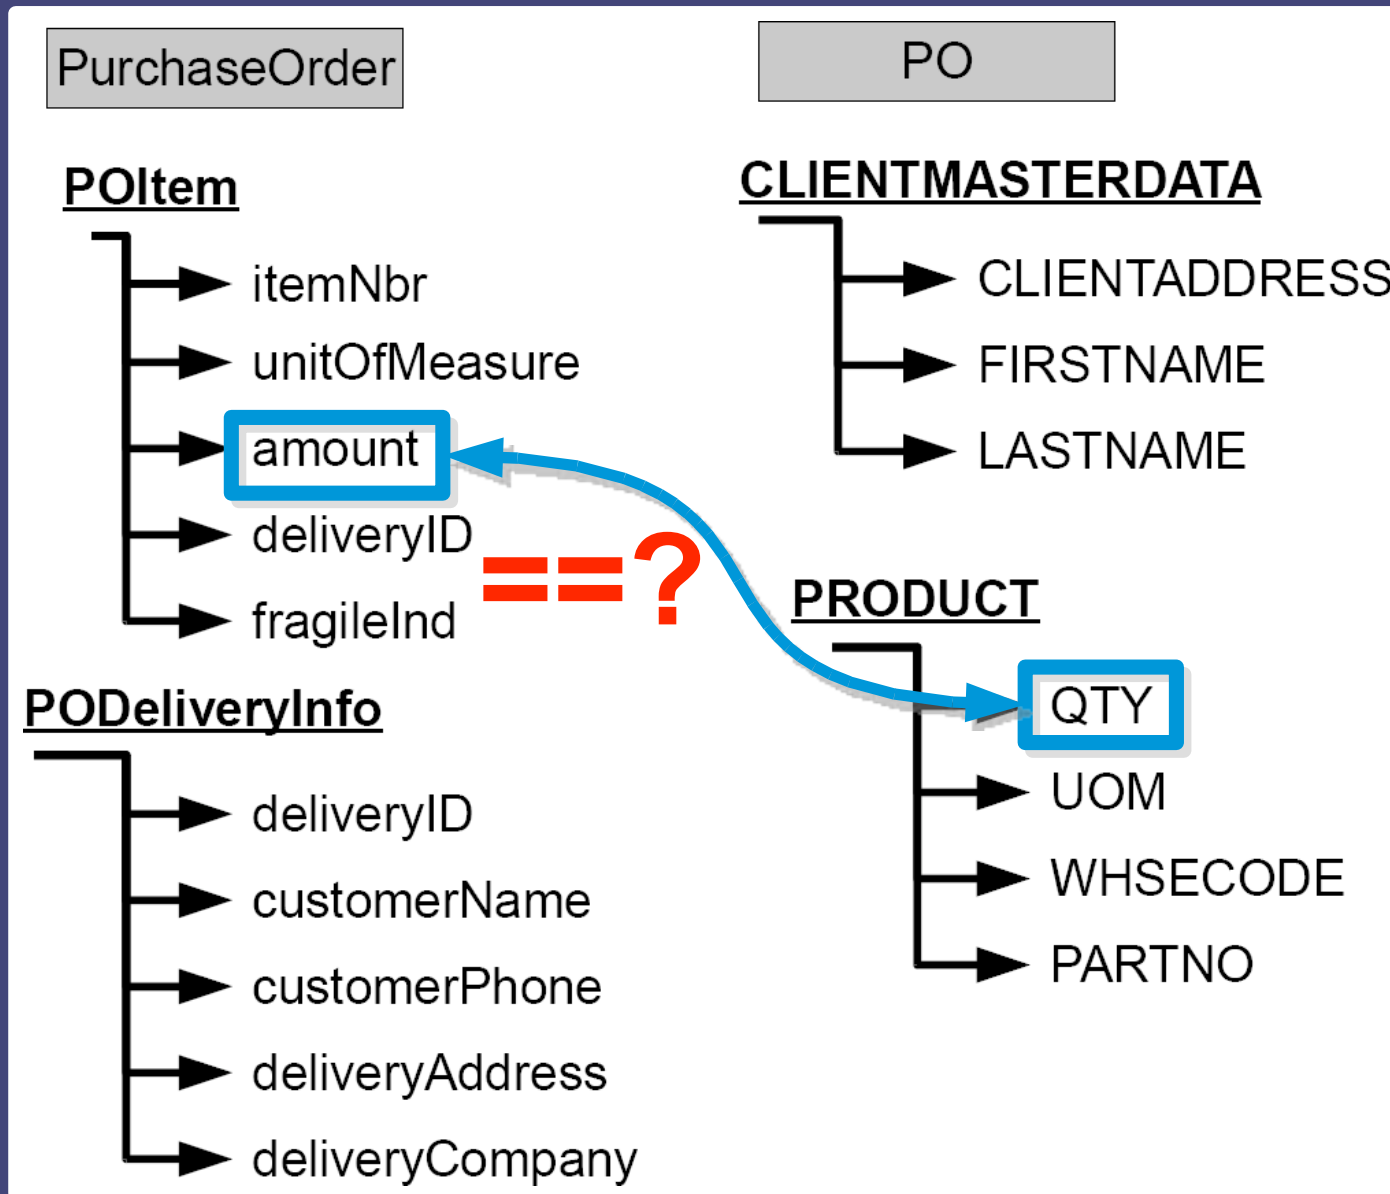 PurchaseOrder
POItem
itemNbr
unitOfMeasure
amount
deliveryID
fragileInd
PODeliveryInfo
deliveryID
customerName
customerPhone
deliveryAddress
deliveryCompany
==?
PO
CLIENTMASTERDATA
CLIENTADDRESS
FIRSTNAME
LASTNAME
PRODUCT
QTY
UOM
WHSECODE
PARTNO